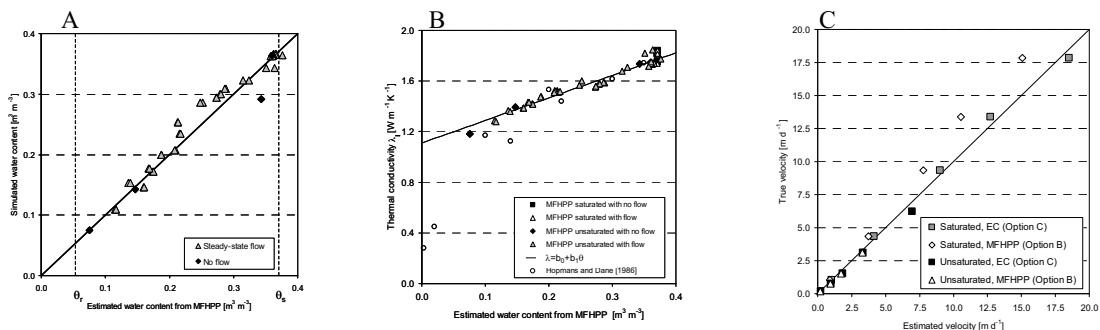 A
Simulated water content [m³ m⁻³]
0.4
0.3
0.2
0.1
0.0
Steady-state flow
No flow
0.0 0.1 0.2 0.3 0.4
θr θs
Estimated water content from MFHPP [m³ m⁻³]
B
Thermal conductivity λ [W m⁻¹ K⁻¹]
2.0
1.6
1.2
0.8
0.4
0.0
MFHPP saturated with no flow
MFHPP saturated with flow
MFHPP unsaturated with no flow
MFHPP unsaturated with flow
λ=b₀+b₁θ
Hopmans and Dane [1986]
0.0 0.1 0.2 0.3 0.4
Estimated water content from MFHPP [m³ m⁻³]
C
True velocity [m d⁻¹]
20.0
17.5
15.0
12.5
10.0
7.5
5.0
2.5
0.0
Saturated, EC (Option C)
Saturated, MFHPP (Option B)
Unsaturated, EC (Option C)
Unsaturated, MFHPP (Option B)
0.0 2.5 5.0 7.5 10.0 12.5 15.0 17.5 20.0
Estimated velocity [m d⁻¹]